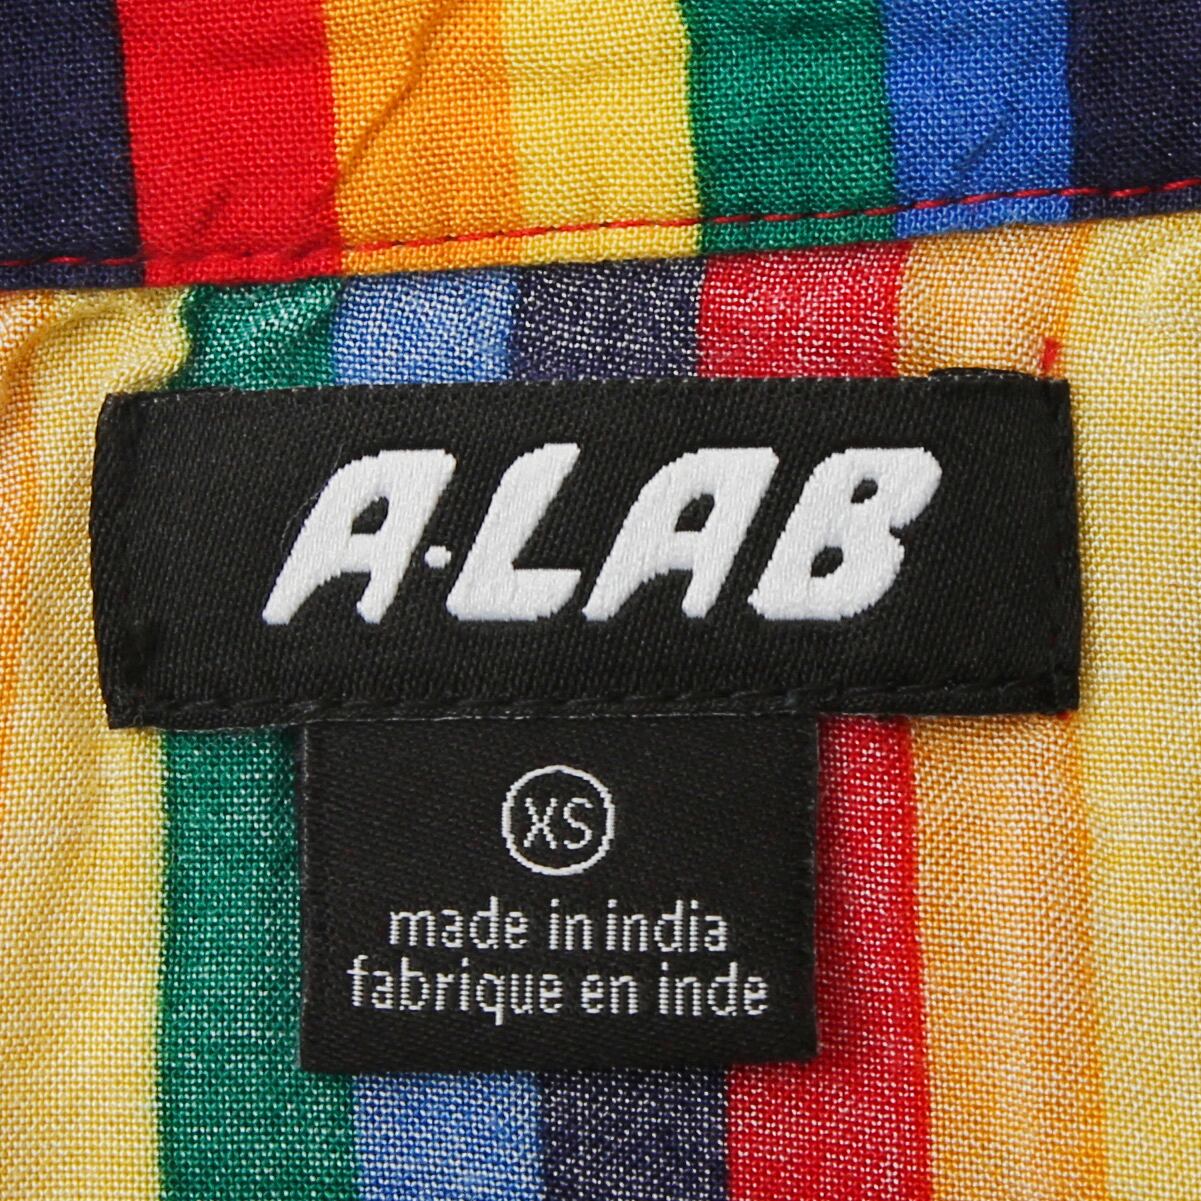 A·LAB
XS
made in india
fabrique en inde